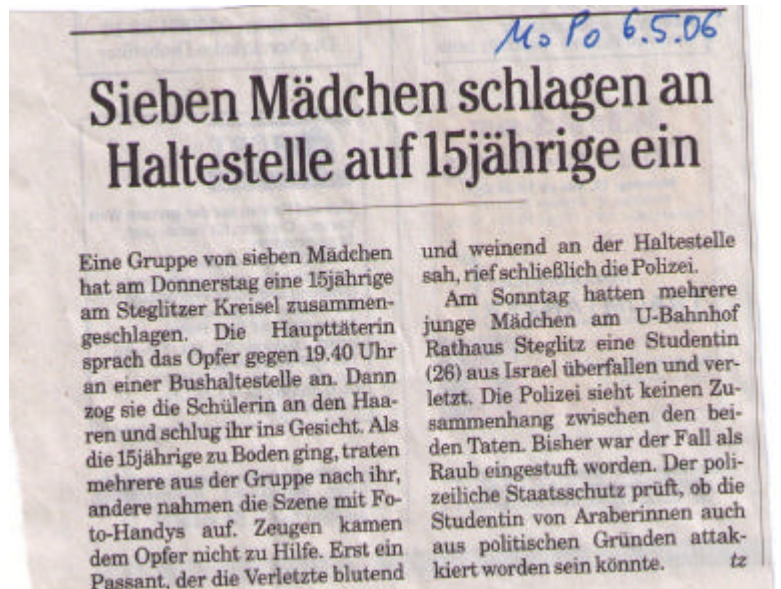 Mo Po 6.5.06
Sieben Mädchen schlagen an
Haltestelle auf 15jährige ein
Eine Gruppe von sieben Mädchen
hat am Donnerstag eine 15jährige
am Steglitzer Kreisel zusammen-
geschlagen. Die Haupttäterin
sprach das Opfer gegen 19.40 Uhr
an einer Bushaltestelle an. Dann
zog sie die Schülerin an den Haa-
ren und schlug ihr ins Gesicht. Als
die 15jährige zu Boden ging, traten
mehrere aus der Gruppe nach ihr,
andere nahmen die Szene mit Fo-
to-Handys auf. Zeugen kamen
dem Opfer nicht zu Hilfe. Erst ein
Passant, der die Verletzte blutend
und weinend an der Haltestelle
sah, rief schließlich die Polizei.
Am Sonntag hatten mehrere
junge Mädchen am U-Bahnhof
Rathaus Steglitz eine Studentin
(26) aus Israel überfallen und ver-
letzt. Die Polizei sieht keinen Zu-
sammenhang zwischen den bei-
den Taten. Bisher war der Fall als
Raub eingestuft worden. Der poli-
zeiliche Staatsschutz prüft, ob die
Studentin von Araberinnen auch
aus politischen Gründen attak-
kiert worden sein könnte. tz